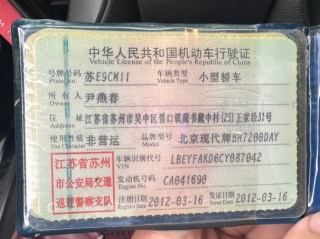 中华人民共和国机动车行驶证
Vehicle License of the People's Republic of China
号牌号码 苏E9CM11 车辆类型 小型轿车
Plate No. Vehicle Type
所有人 尹燕春
Owner
住址 江苏省苏州市吴中区胥口镇藏书藏中村(25)王家泾31号
Address
使用性质 非营运 品牌型号 北京现代牌BH7200DAY
Use Character Model
江苏省苏州
市公安局交通
巡逻警察支队
车辆识别代号 LBEYFAKD6CY087042
VIN
发动机号码 CA041690
Engine No.
注册日期 2012-03-16 发证日期 2012-03-16
Register Date Issue Date